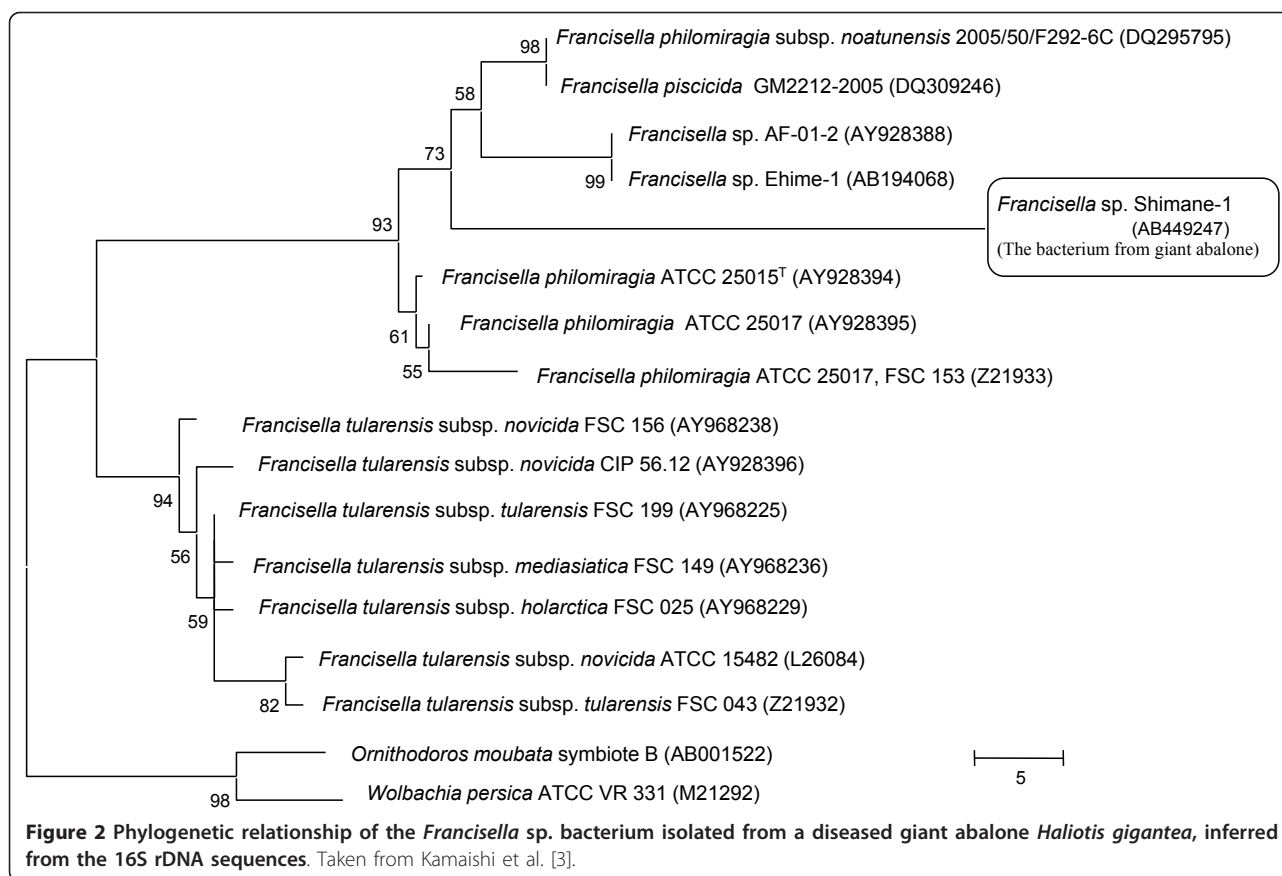 98
Francisella philomiragia subsp. noatunensis 2005/50/F292-6C (DQ295795)
Francisella piscicida GM2212-2005 (DQ309246)
58
Francisella sp. AF-01-2 (AY928388)
73
99
Francisella sp. Ehime-1 (AB194068)
Francisella sp. Shimane-1
(AB449247)
(The bacterium from giant abalone)
93
Francisella philomiragia ATCC 25015T (AY928394)
Francisella philomiragia ATCC 25017 (AY928395)
61
55
Francisella philomiragia ATCC 25017, FSC 153 (Z21933)
Francisella tularensis subsp. novicida FSC 156 (AY968238)
Francisella tularensis subsp. novicida CIP 56.12 (AY928396)
94
Francisella tularensis subsp. tularensis FSC 199 (AY968225)
56
Francisella tularensis subsp. mediasiatica FSC 149 (AY968236)
Francisella tularensis subsp. holarctica FSC 025 (AY968229)
59
Francisella tularensis subsp. novicida ATCC 15482 (L26084)
82
Francisella tularensis subsp. tularensis FSC 043 (Z21932)
Ornithodoros moubata symbiote B (AB001522)
5
98
Wolbachia persica ATCC VR 331 (M21292)
Figure 2 Phylogenetic relationship of the Francisella sp. bacterium isolated from a diseased giant abalone Haliotis gigantea, inferred
from the 16S rDNA sequences. Taken from Kamaishi et al. [3].